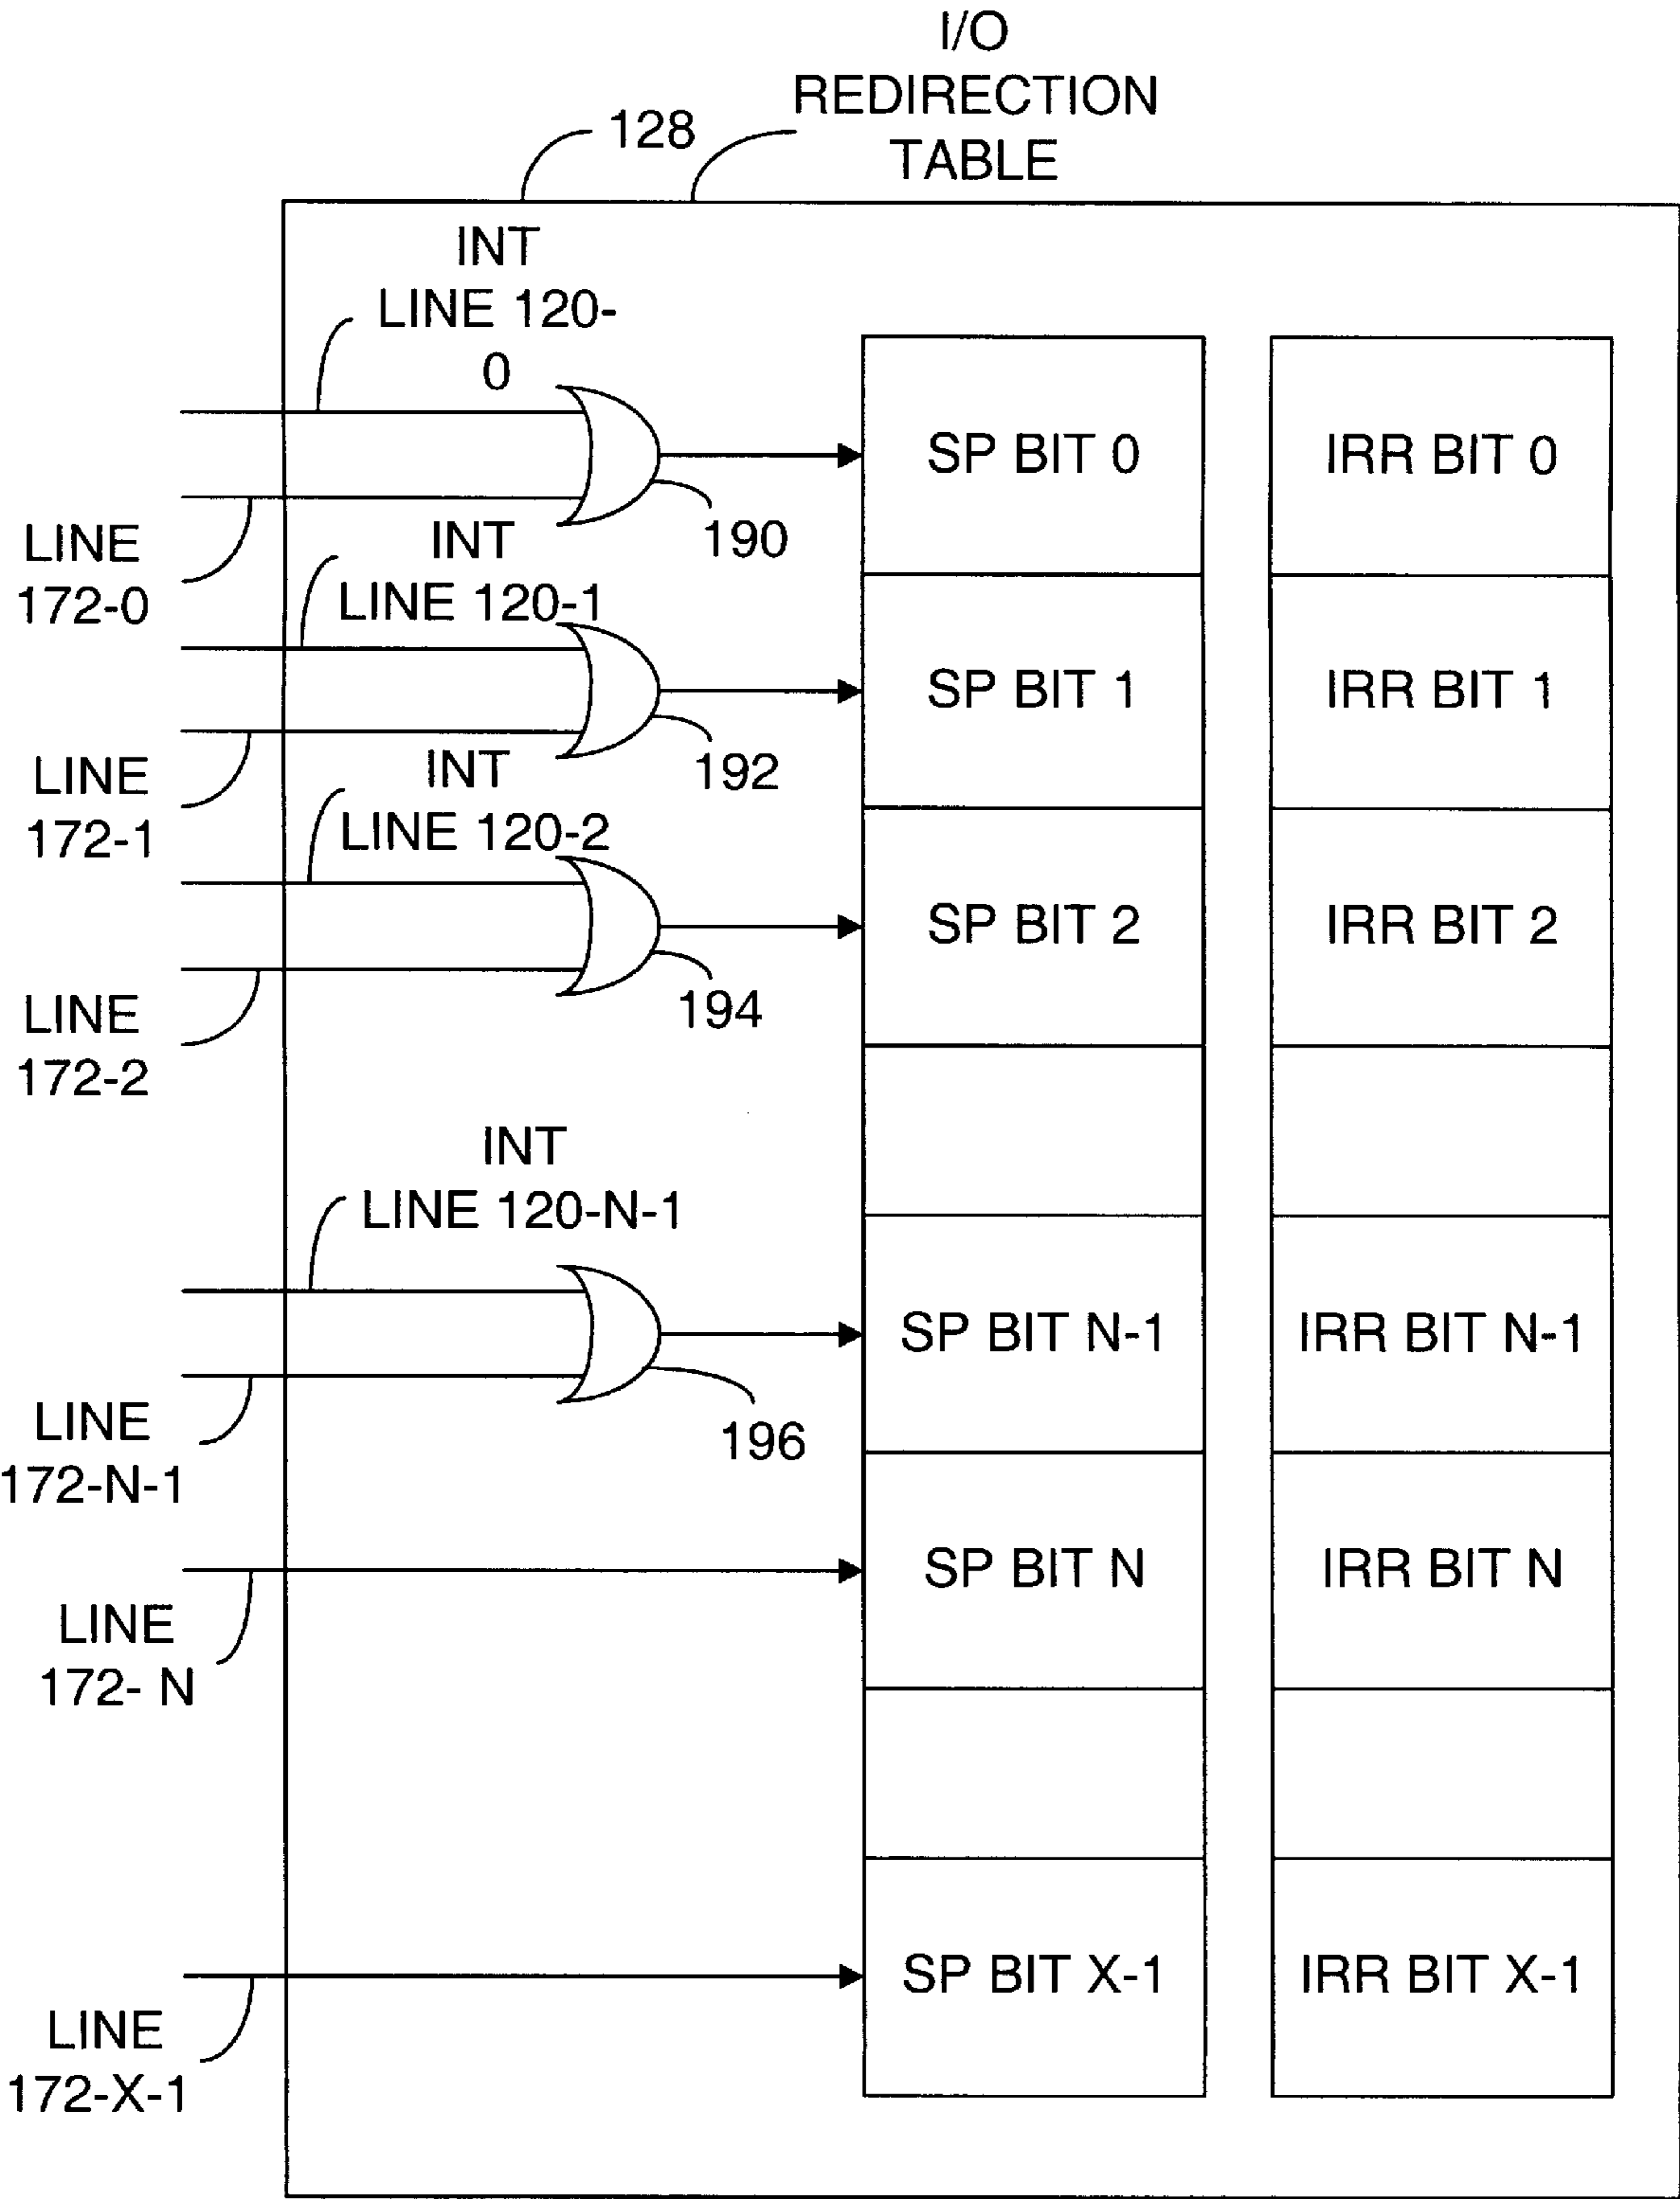 I/O
REDIRECTION
TABLE
128
INT
LINE 120-
0
SP BIT 0
IRR BIT 0
190
LINE
172-0
INT
LINE 120-1
SP BIT 1
IRR BIT 1
192
LINE
172-1
INT
LINE 120-2
SP BIT 2
IRR BIT 2
194
LINE
172-2
INT
LINE 120-N-1
SP BIT N-1
IRR BIT N-1
196
LINE
172-N-1
SP BIT N
IRR BIT N
LINE
172- N
SP BIT X-1
IRR BIT X-1
LINE
172-X-1